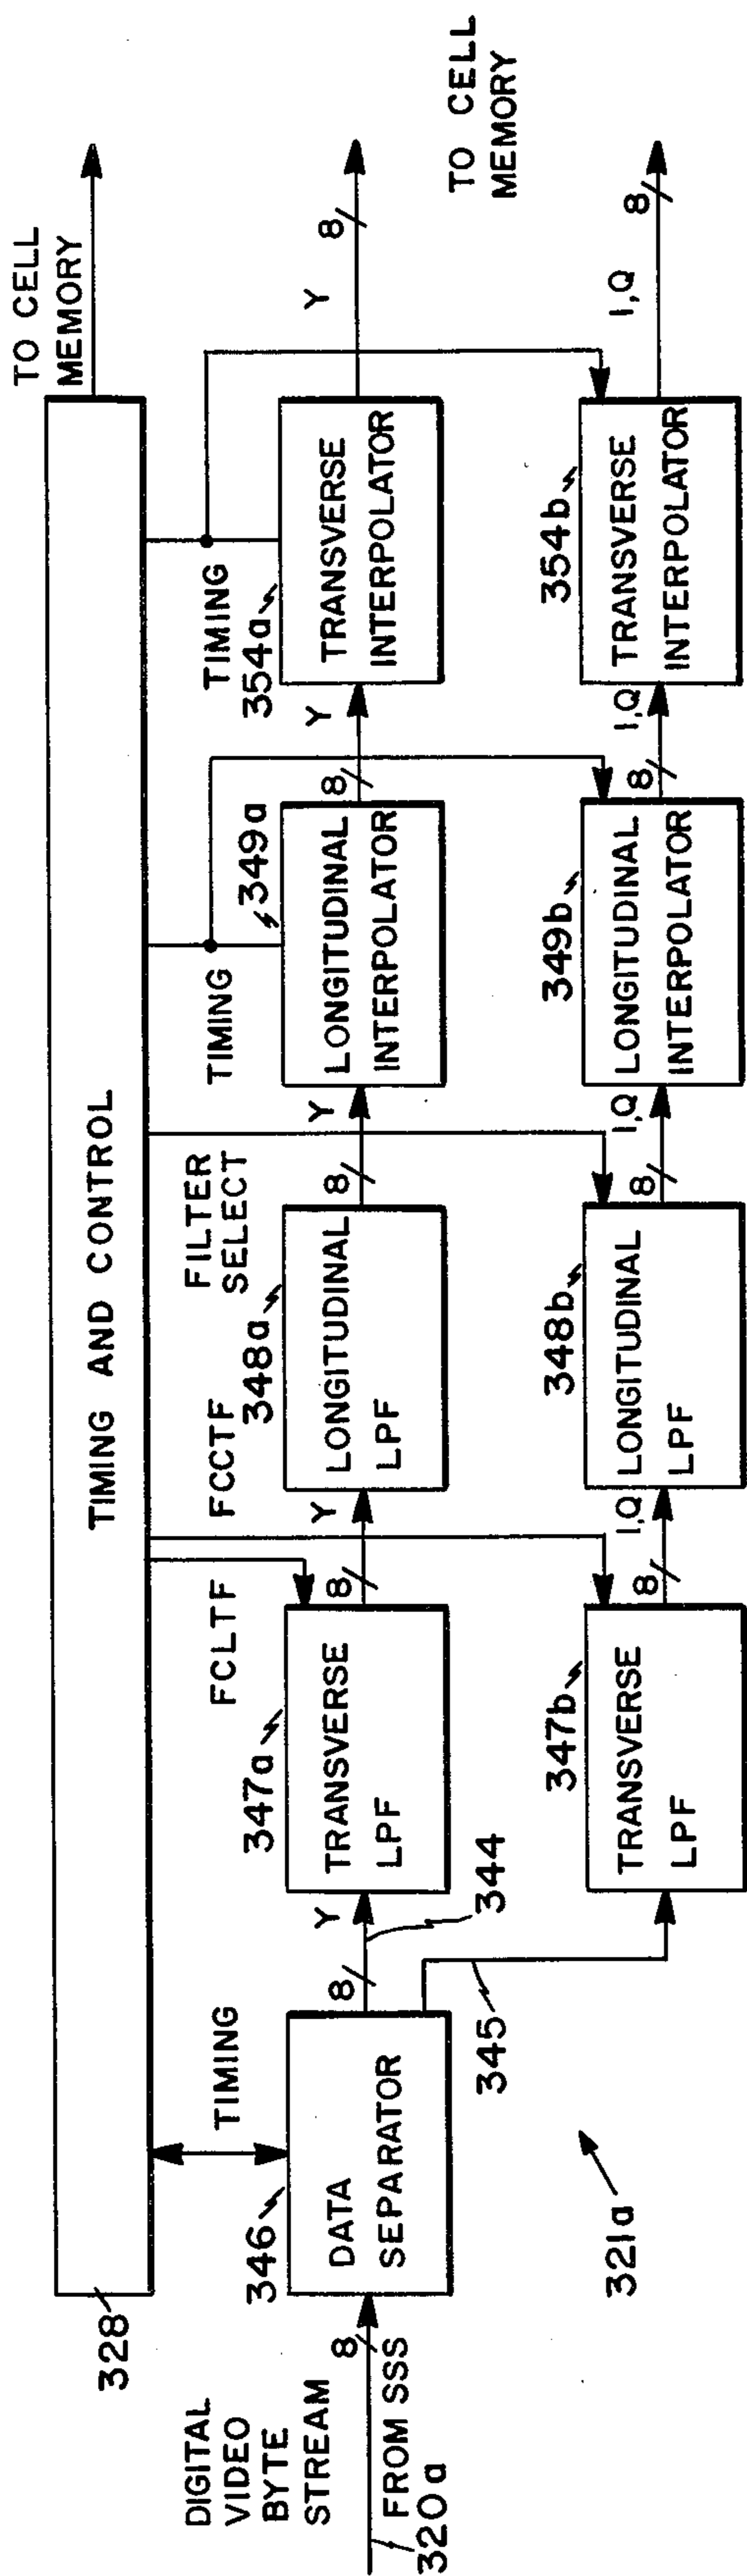 TO CELL
MEMORY
TIMING AND CONTROL
328
DIGITAL
VIDEO
BYTE
STREAM
8
FROM SSS
320a
346
TIMING
DATA
SEPARATOR
8
Y
344
345
347a
FCLTF
TRANSVERSE
LPF
8
Y
FCCTF
348a
FILTER
SELECT
LONGITUDINAL
LPF
8
Y
TIMING
349a
LONGITUDINAL
INTERPOLATOR
8
Y
TIMING
354a
TRANSVERSE
INTERPOLATOR
Y
8
TO CELL
MEMORY
321a
347b
TRANSVERSE
LPF
8
I,Q
348b
LONGITUDINAL
LPF
8
I,Q
349b
LONGITUDINAL
INTERPOLATOR
8
I,Q
354b
TRANSVERSE
INTERPOLATOR
I,Q
8